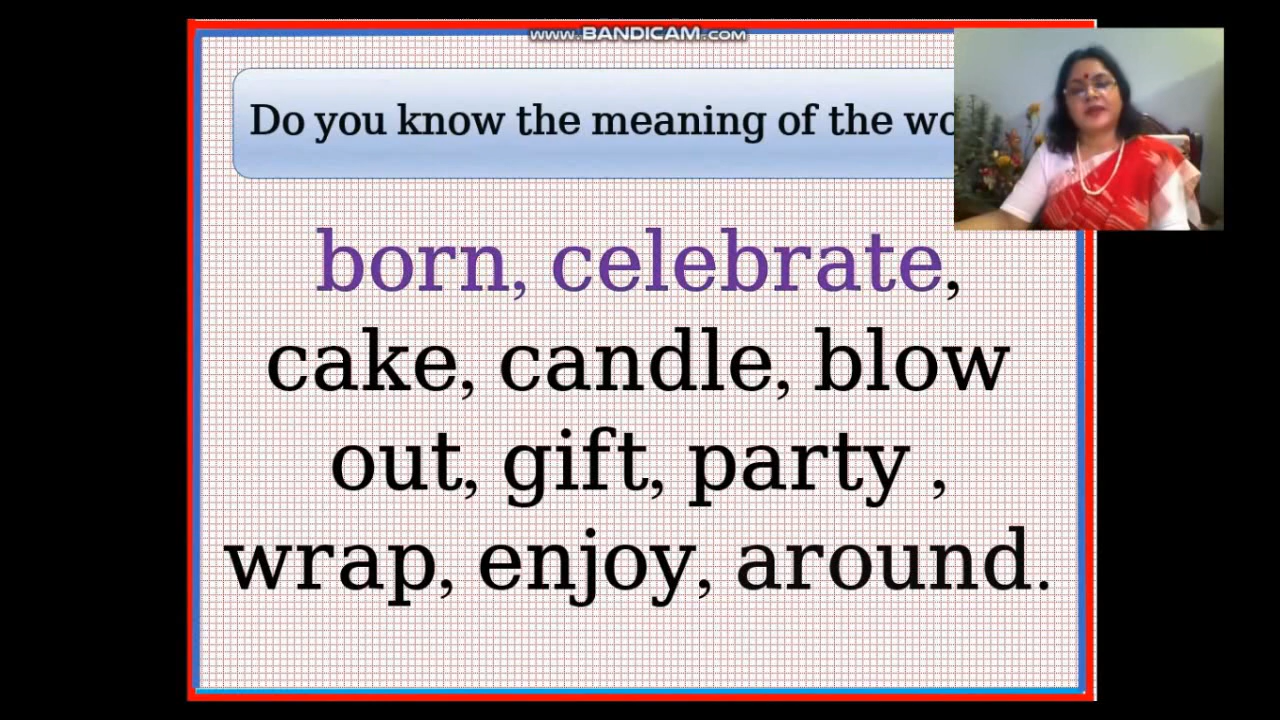 www.BANDICAM.com
Do you know the meaning of the
born, celebrate,
cake, candle, blow
out, gift, party ,
wrap, enjoy, around.